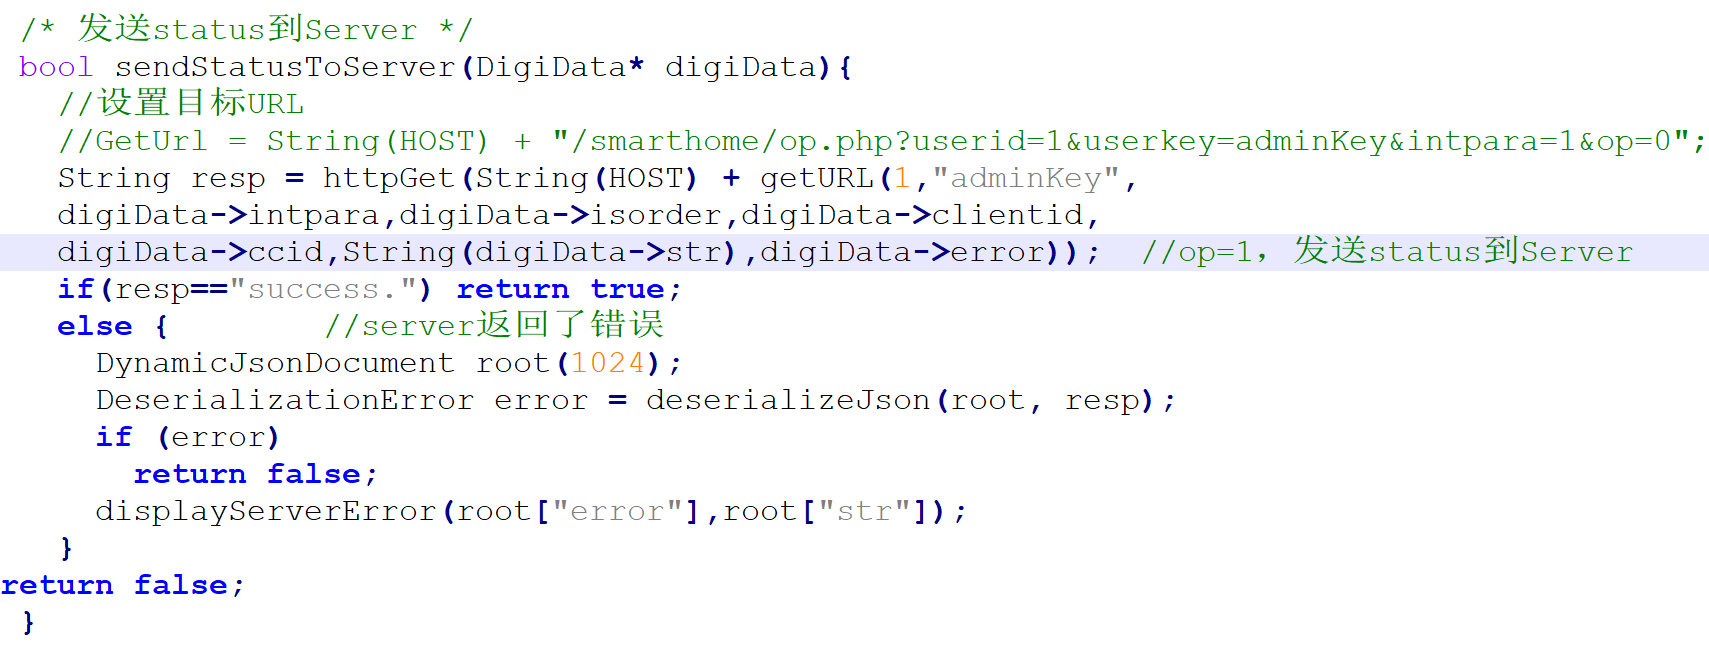 /* 发送status到Server */
bool sendStatusToServer(DigiData* digiData){
//设置目标URL
//GetUrl = String(HOST) + "/smarthome/op.php?userid=1&userkey=adminKey&intpara=1&op=0";
String resp = httpGet(String(HOST) + getURL(1,"adminKey",
digiData->intpara,digiData->isorder,digiData->clientid,
digiData->ccid,String(digiData->str),digiData->error));  //op=1，发送status到Server
if(resp=="success.") return true;
else {        //server返回了错误
DynamicJsonDocument root(1024);
DeserializationError error = deserializeJson(root, resp);
if (error)
return false;
displayServerError(root["error"],root["str"]);
}
return false;
}